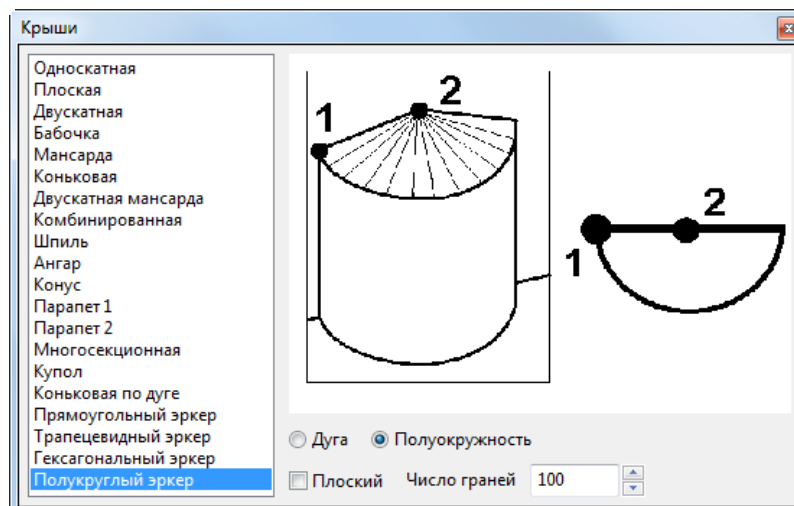 Крыши
Односкатная
Плоская
Двускатная
Бабочка
Мансарда
Коньковая
Двускатная мансарда
Комбинированная
Шпиль
Ангар
Конус
Парапет 1
Парапет 2
Многосекционная
Купол
Коньковая по дуге
Прямоугольный эркер
Трапецевидный эркер
Гексагональный эркер
Полукруглый эркер
1
2
1
2
Дуга
Полуокружность
Плоский
Число граней
100